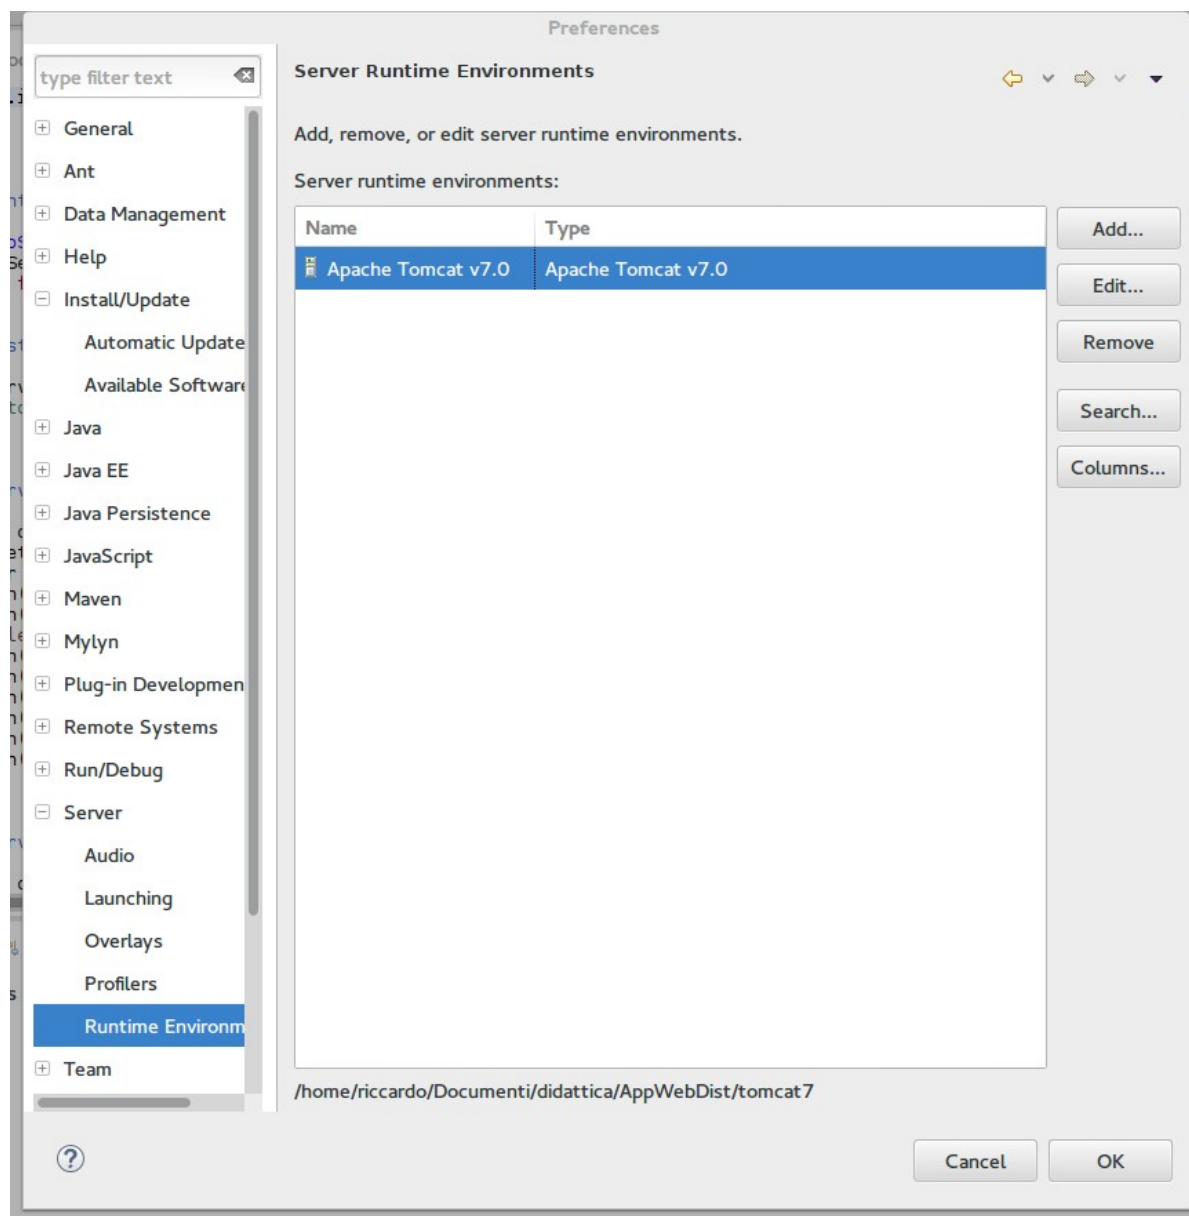 Preferences
type filter text
General
Ant
Data Management
Help
Install/Update
Automatic Update
Available Software
Java
Java EE
Java Persistence
JavaScript
Maven
Mylyn
Plug-in Developmen
Remote Systems
Run/Debug
Server
Audio
Launching
Overlays
Profilers
Runtime Environm
Team
Server Runtime Environments
Add, remove, or edit server runtime environments.
Server runtime environments:
Name Type
Apache Tomcat v7.0 Apache Tomcat v7.0
Add...
Edit...
Remove
Search...
Columns...
/home/riccardo/Documenti/didattica/AppWebDist/tomcat7
Cancel OK